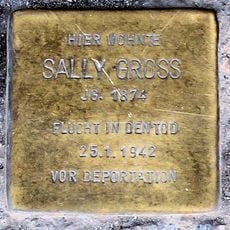 HIER WOHNTE
SALLY GROSS
JG. 1874
FLUCHT IN DEN TOD
25.1.1942
VOR DEPORTATION